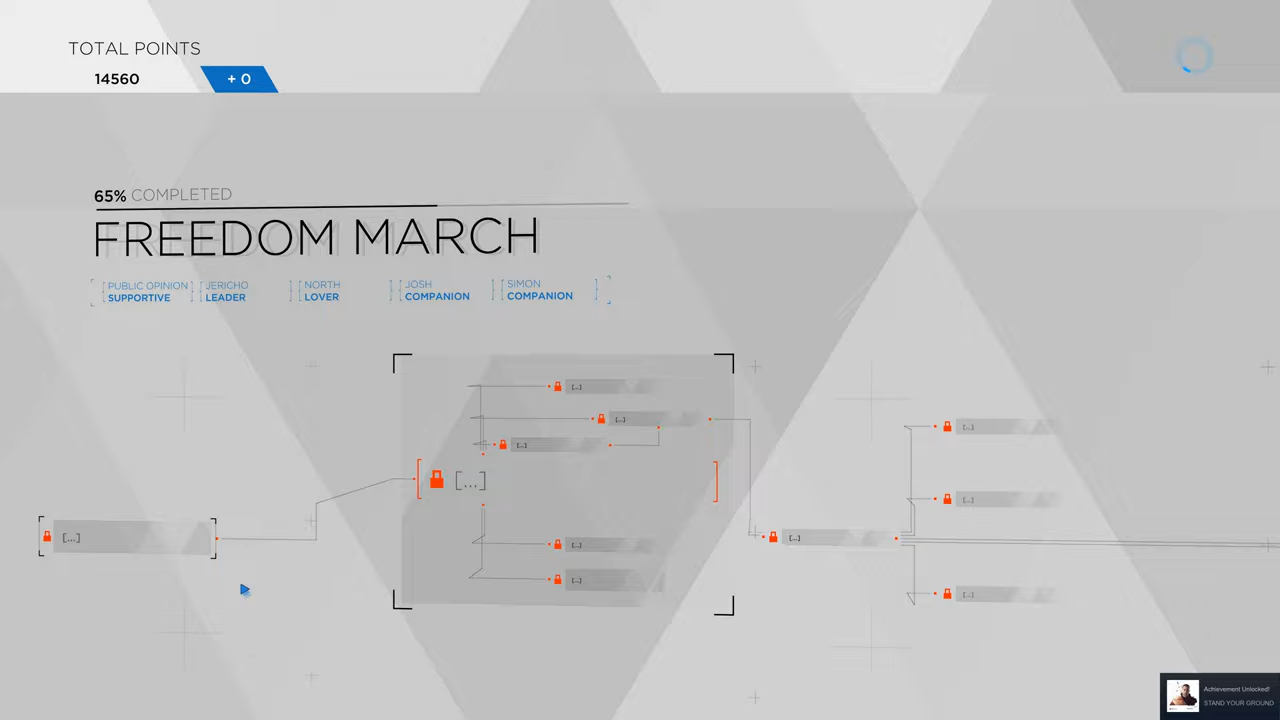 TOTAL POINTS
14560 + 0
65% COMPLETED
FREEDOM MARCH
PUBLIC OPINION JERICHO NORTH JOSH SIMON
SUPPORTIVE LEADER LOVER COMPANION COMPANION
[...]
[...]
[...]
[...]
[...]
[...]
[...]
[...]
[...]
[...]
[...]
Achievement Unlocked!
STAND YOUR GROUND